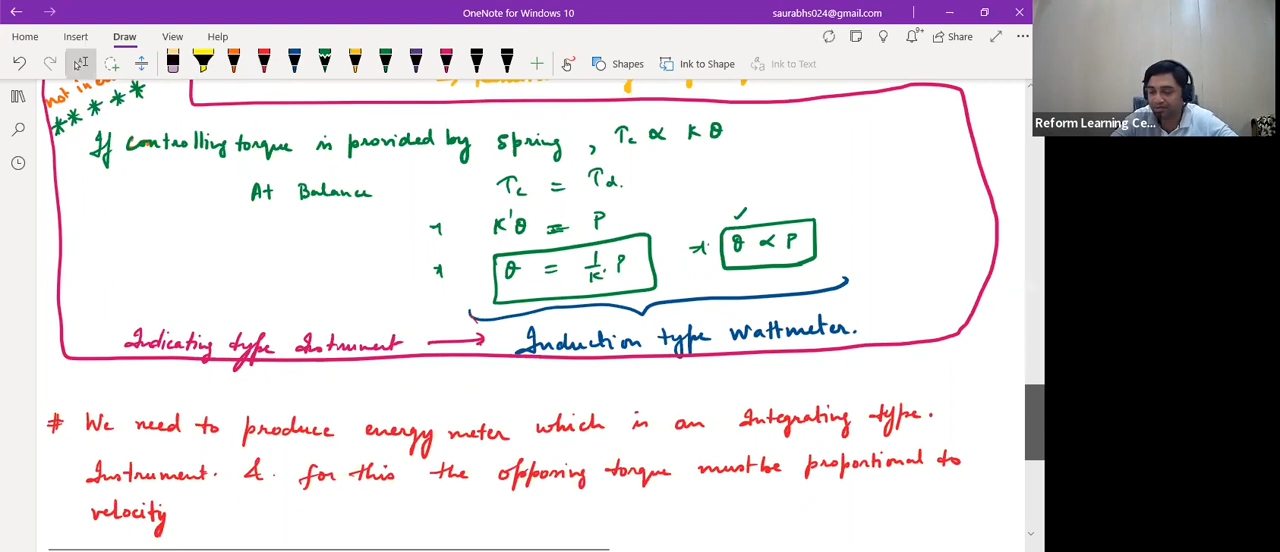 OneNote for Windows 10
saurabhs024@gmail.com
Home Insert Draw View Help
Shapes Ink to Shape Ink to Text Share
Reform Learning Ce...
not in
****
If controlling torque is provided by spring, Tc ∝ Kθ
At Balance Tc = Td.
K'θ = P
θ = 1/K' P
θ ∝ P
Indicating type Instrument → Induction type wattmeter.
# We need to produce energy meter which is an Integrating type.
Instrument. & for this the opposing torque must be proportional to
velocity